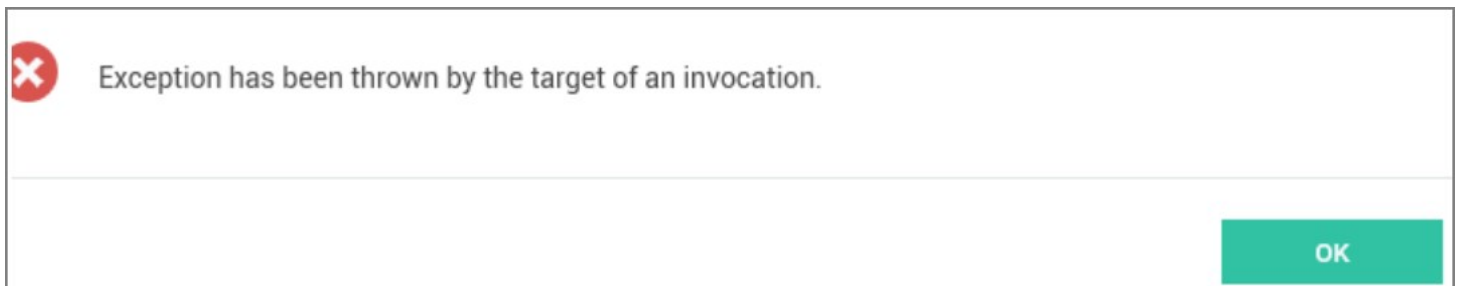 Exception has been thrown by the target of an invocation.
OK